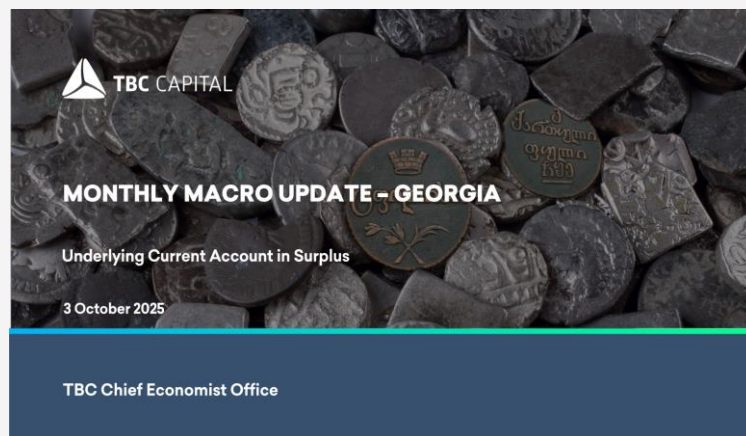 TBC CAPITAL
MONTHLY MACRO UPDATE – GEORGIA
Underlying Current Account in Surplus
3 October 2025
TBC Chief Economist Office